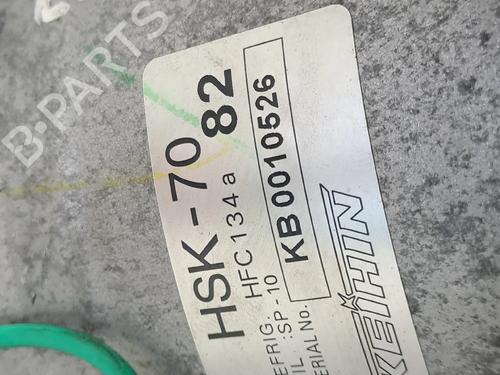 B-PARTS
HSK-70
82
EFRIG. HFC134a
IL :SP-10
ERIAL No. KB0010526
KEIHIN